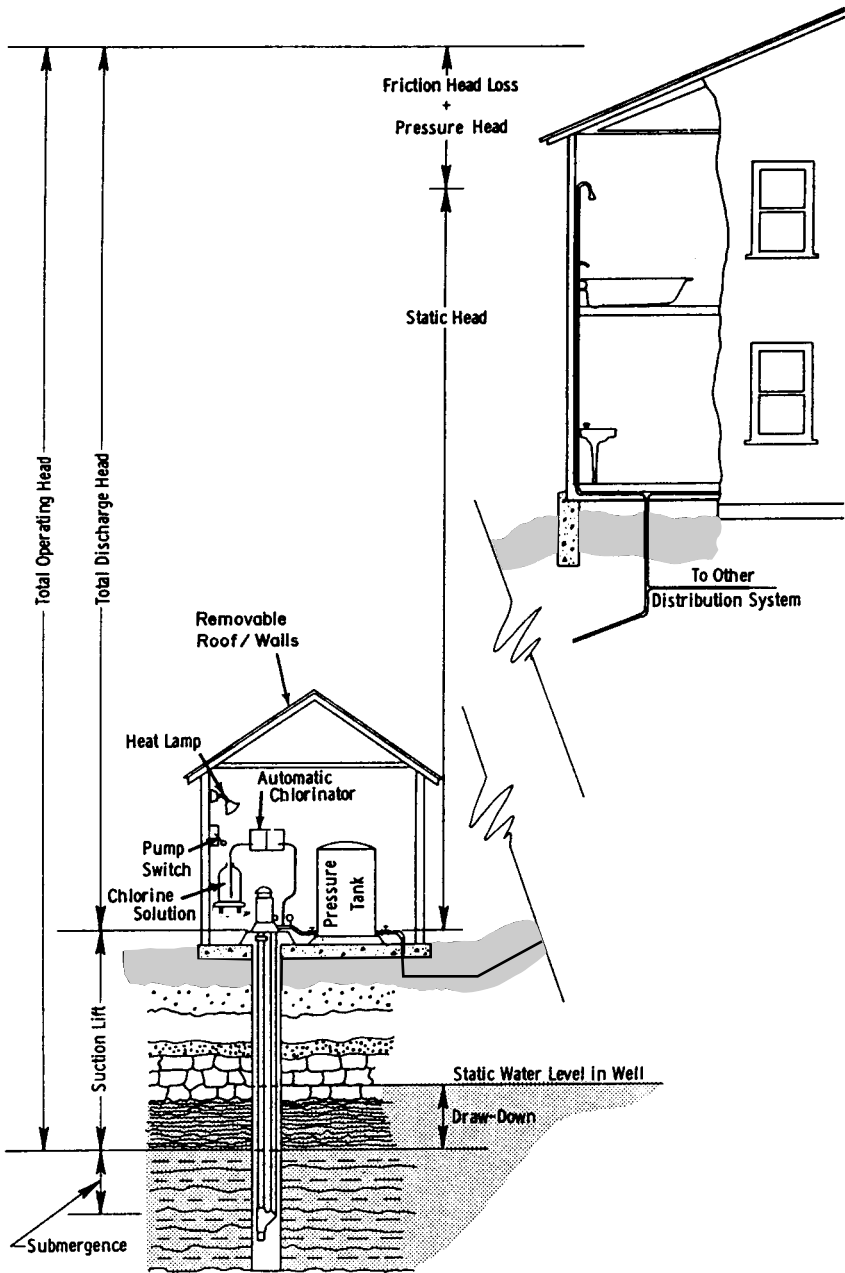 Friction Head Loss
+
Pressure Head
Static Head
Total Operating Head
Total Discharge Head
To Other
Distribution System
Removable
Roof / Walls
Heat Lamp
Automatic
Chlorinator
Pump
Switch
Chlorine
Solution
Pressure
Tank
Suction Lift
Static Water Level in Well
Draw-Down
Submergence